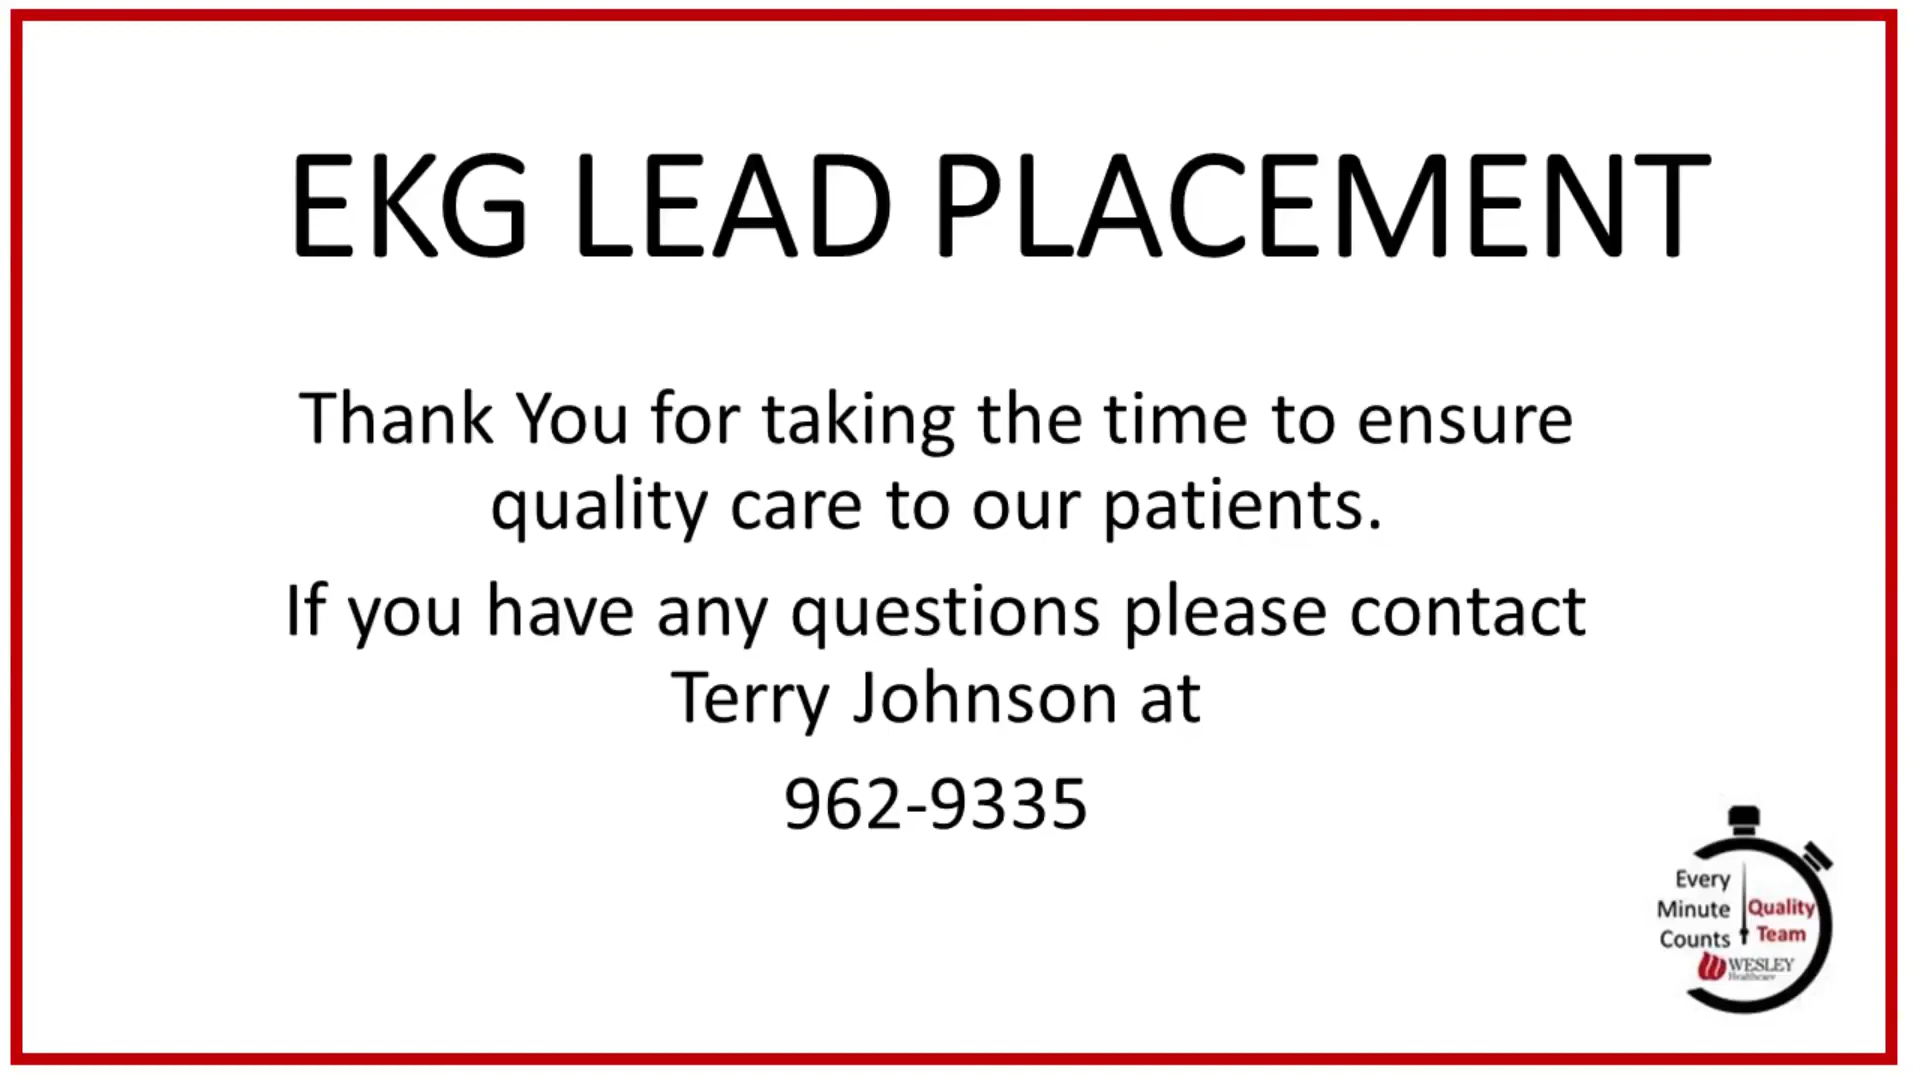 EKG LEAD PLACEMENT
Thank You for taking the time to ensure
quality care to our patients.
If you have any questions please contact
Terry Johnson at
962-9335
Every
Minute
Counts
Quality
Team
WESLEY
Healthcare